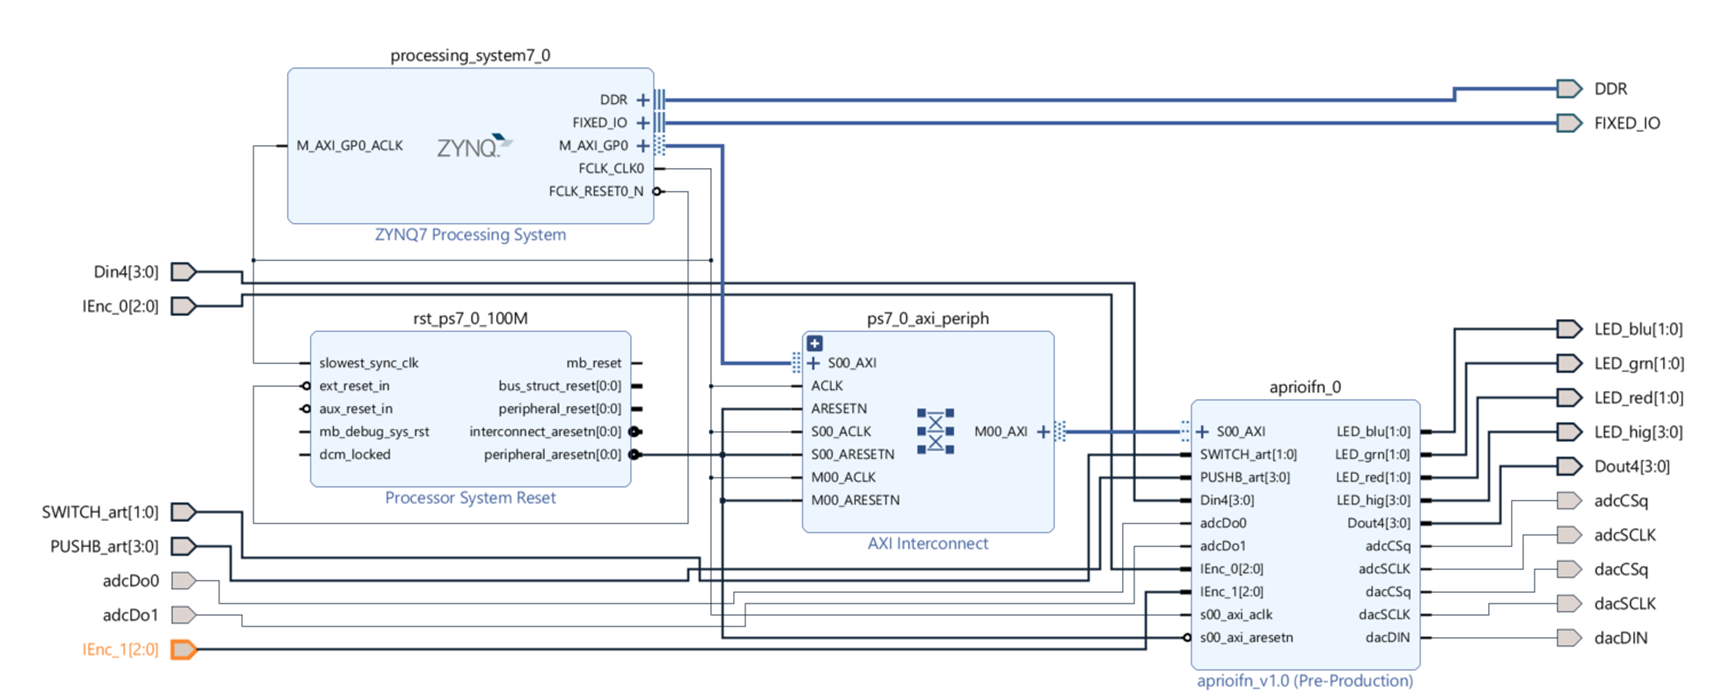 processing_system7_0
DDR
FIXED_IO
M_AXI_GP0_ACLK
ZYNQ
M_AXI_GP0
FCLK_CLK0
FCLK_RESET0_N
ZYNQ7 Processing System
DDR
FIXED_IO
Din4[3:0]
IEnc_0[2:0]
rst_ps7_0_100M
slowest_sync_clk
ext_reset_in
aux_reset_in
mb_debug_sys_rst
dcm_locked
mb_reset
bus_struct_reset[0:0]
peripheral_reset[0:0]
interconnect_aresetn[0:0]
peripheral_aresetn[0:0]
Processor System Reset
ps7_0_axi_periph
S00_AXI
ACLK
ARESETN
S00_ACLK
S00_ARESETN
M00_ACLK
M00_ARESETN
M00_AXI
AXI Interconnect
SWITCH_art[1:0]
PUSHB_art[3:0]
adcDo0
adcDo1
IEnc_1[2:0]
aprioifn_0
S00_AXI
SWITCH_art[1:0]
PUSHB_art[3:0]
Din4[3:0]
adcDo0
adcDo1
IEnc_0[2:0]
IEnc_1[2:0]
s00_axi_aclk
s00_axi_aresetn
LED_blu[1:0]
LED_grn[1:0]
LED_red[1:0]
LED_hig[3:0]
Dout4[3:0]
adcCSq
adcSCLK
dacCSq
dacSCLK
dacDIN
aprioifn_v1.0 (Pre-Production)
LED_blu[1:0]
LED_grn[1:0]
LED_red[1:0]
LED_hig[3:0]
Dout4[3:0]
adcCSq
adcSCLK
dacCSq
dacSCLK
dacDIN